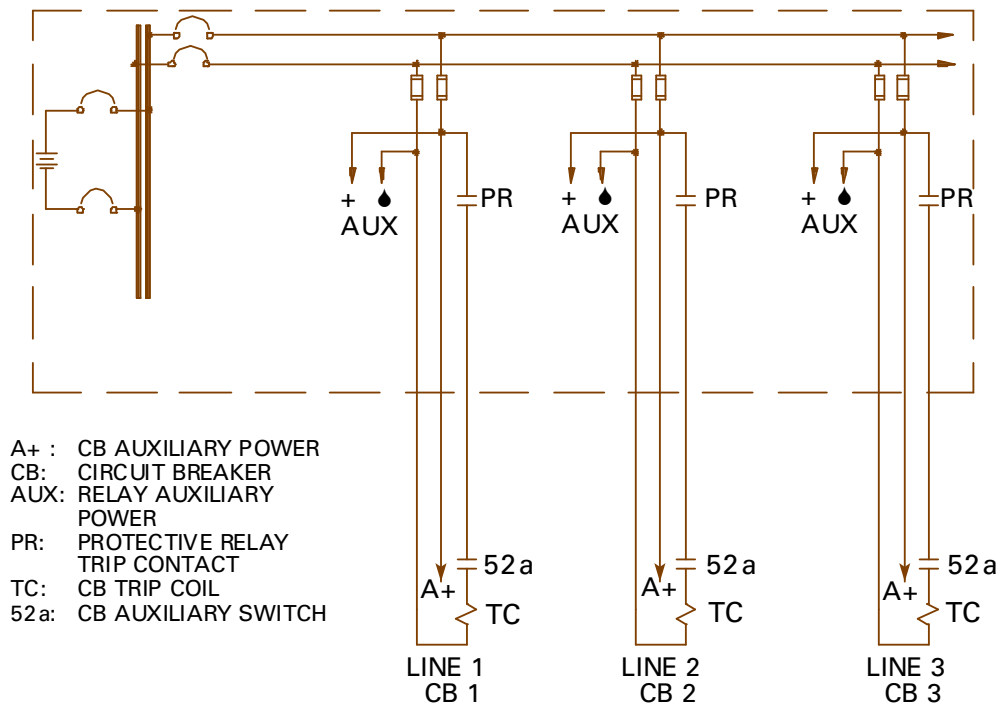 + PR + PR + PR
AUX AUX AUX
A+ : CB AUXILIARY POWER
CB: CIRCUIT BREAKER
AUX: RELAY AUXILIARY
POWER
PR: PROTECTIVE RELAY
TRIP CONTACT
TC: CB TRIP COIL
52a: CB AUXILIARY SWITCH
52a 52a 52a
A+ A+ A+
TC TC TC
LINE 1 LINE 2 LINE 3
CB 1 CB 2 CB 3